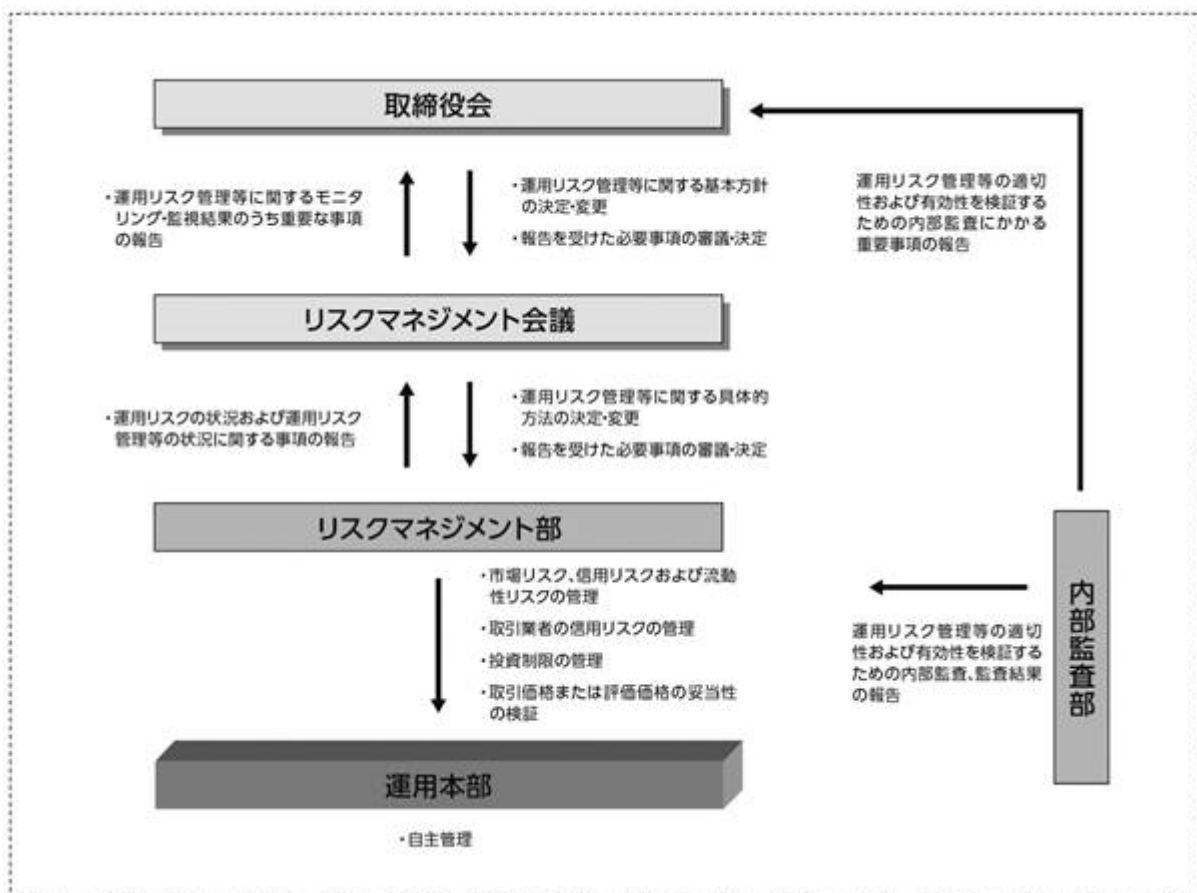 取締役会
・運用リスク管理等に関するモニタ
リング・監視結果のうち重要な事項
の報告
・運用リスク管理等に関する基本方針
の決定・変更
・報告を受けた必要事項の審議・決定
運用リスク管理等の適切
性および有効性を検証する
ための内部監査にかかる
重要事項の報告
リスクマネジメント会議
・運用リスクの状況および運用リスク
管理等の状況に関する事項の報告
・運用リスク管理等に関する具体的
方法の決定・変更
・報告を受けた必要事項の審議・決定
リスクマネジメント部
・市場リスク、信用リスクおよび流動
性リスクの管理
・取引業者の信用リスクの管理
・投資制限の管理
・取引価格または評価価格の妥当性
の検証
運用リスク管理等の適切
性および有効性を検証する
ための内部監査、監査結果
の報告
内部監査部
運用本部
・自主管理